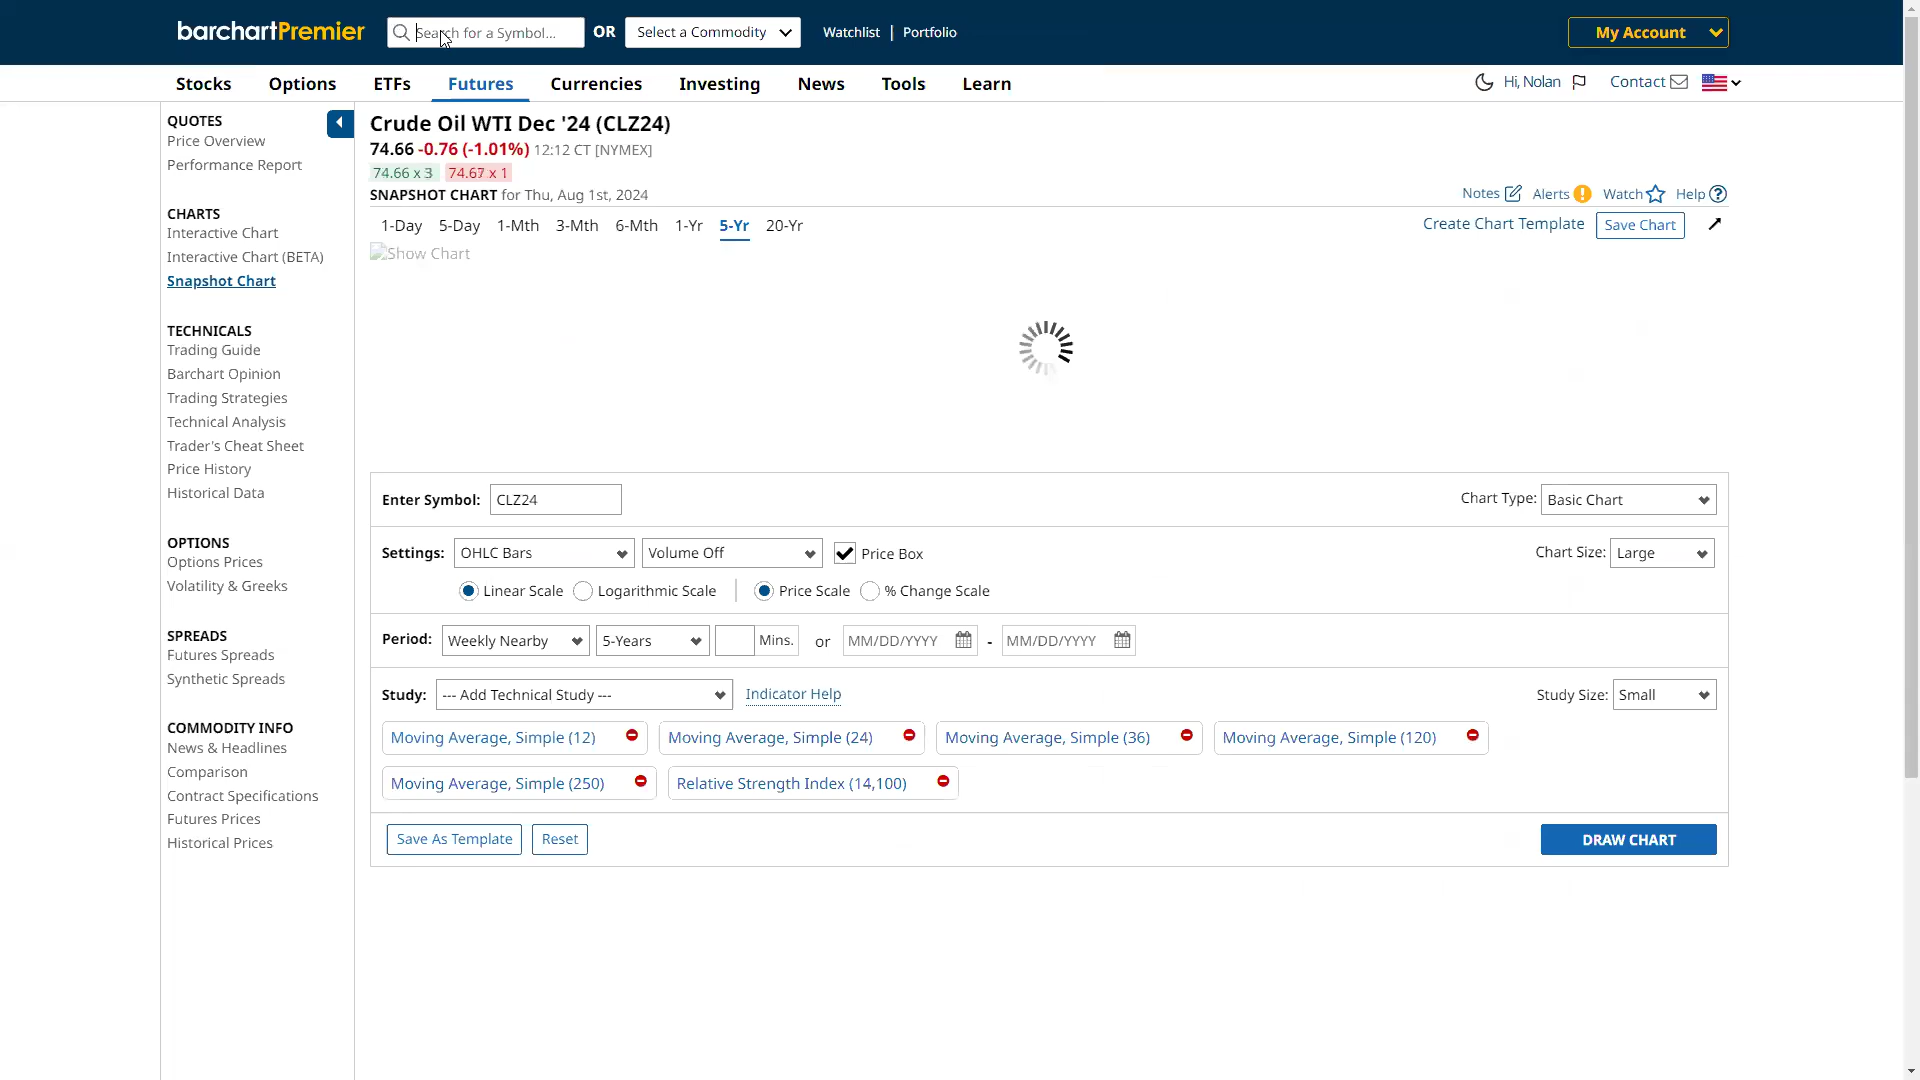 barchartPremier
Search for a Symbol...
OR
Select a Commodity
Watchlist | Portfolio
My Account
Stocks Options ETFs Futures Currencies Investing News Tools Learn
Hi, Nolan
Contact
QUOTES
Price Overview
Performance Report
CHARTS
Interactive Chart
Interactive Chart (BETA)
Snapshot Chart
TECHNICALS
Trading Guide
Barchart Opinion
Trading Strategies
Technical Analysis
Trader's Cheat Sheet
Price History
Historical Data
OPTIONS
Options Prices
Volatility & Greeks
SPREADS
Futures Spreads
Synthetic Spreads
COMMODITY INFO
News & Headlines
Comparison
Contract Specifications
Futures Prices
Historical Prices
Crude Oil WTI Dec '24 (CLZ24)
74.66 -0.76 (-1.01%) 12:12 CT [NYMEX]
74.66 x 3 74.67 x 1
SNAPSHOT CHART for Thu, Aug 1st, 2024
Notes Alerts Watch Help
1-Day 5-Day 1-Mth 3-Mth 6-Mth 1-Yr 5-Yr 20-Yr
Create Chart Template Save Chart
Show Chart
Enter Symbol: CLZ24
Chart Type: Basic Chart
Settings: OHLC Bars Volume Off Price Box
Chart Size: Large
Linear Scale Logarithmic Scale | Price Scale % Change Scale
Period: Weekly Nearby 5-Years Mins. or MM/DD/YYYY - MM/DD/YYYY
Study: --- Add Technical Study --- Indicator Help
Study Size: Small
Moving Average, Simple (12) Moving Average, Simple (24) Moving Average, Simple (36) Moving Average, Simple (120)
Moving Average, Simple (250) Relative Strength Index (14,100)
Save As Template Reset
DRAW CHART